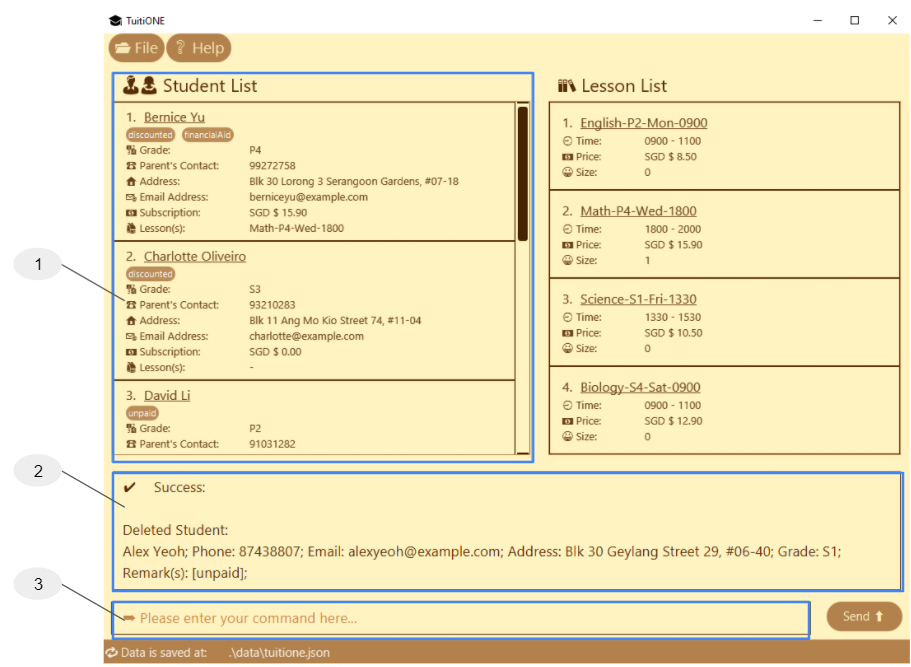 TuitiONE
File Help
Student List
1. Bernice Yu
discounted financialAid
Grade: P4
Parent's Contact: 99272758
Address: Blk 30 Lorong 3 Serangoon Gardens, #07-18
Email Address: berniceyu@example.com
Subscription: SGD $ 15.90
Lesson(s): Math-P4-Wed-1800
2. Charlotte Oliveiro
discounted
Grade: S3
Parent's Contact: 93210283
Address: Blk 11 Ang Mo Kio Street 74, #11-04
Email Address: charlotte@example.com
Subscription: SGD $ 0.00
Lesson(s): -
3. David Li
unpaid
Grade: P2
Parent's Contact: 91031282
Lesson List
1. English-P2-Mon-0900
Time: 0900 - 1100
Price: SGD $ 8.50
Size: 0
2. Math-P4-Wed-1800
Time: 1800 - 2000
Price: SGD $ 15.90
Size: 1
3. Science-S1-Fri-1330
Time: 1330 - 1530
Price: SGD $ 10.50
Size: 0
4. Biology-S4-Sat-0900
Time: 0900 - 1100
Price: SGD $ 12.90
Size: 0
1
2
3
Success:
Deleted Student:
Alex Yeoh; Phone: 87438807; Email: alexyeoh@example.com; Address: Blk 30 Geylang Street 29, #06-40; Grade: S1;
Remark(s): [unpaid];
Please enter your command here...
Send
Data is saved at: .\data\tuitione.json